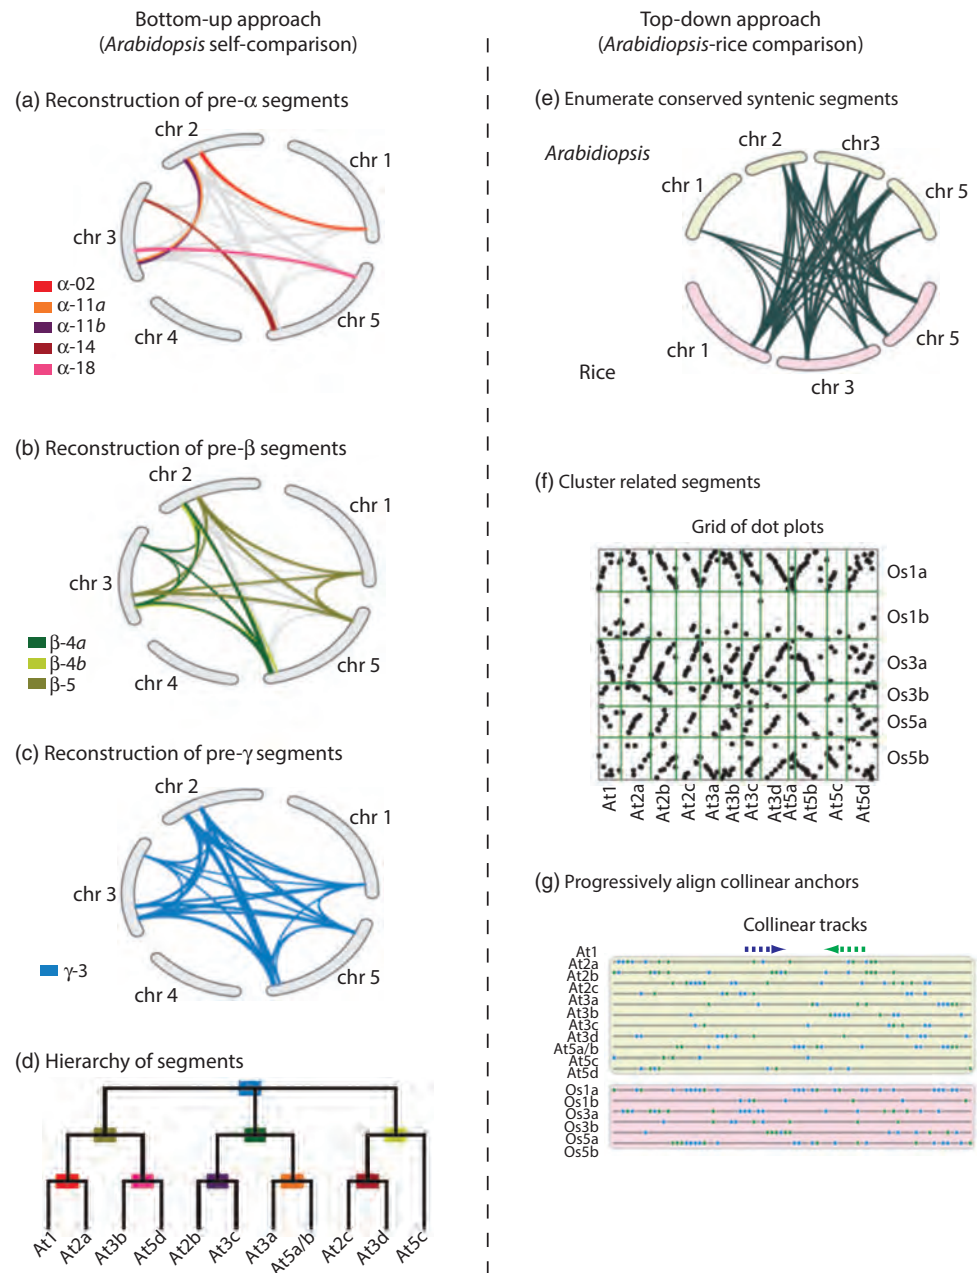 Bottom-up approach
(Arabidopsis self-comparison)
(a) Reconstruction of pre-α segments
chr 2
chr 1
chr 3
chr 4
chr 5
α-02
α-11a
α-11b
α-14
α-18
(b) Reconstruction of pre-β segments
chr 2
chr 1
chr 3
chr 4
chr 5
β-4a
β-4b
β-5
(c) Reconstruction of pre-γ segments
chr 2
chr 1
chr 3
chr 4
chr 5
γ-3
(d) Hierarchy of segments
At1
At2a
At3b
At5d
At2b
At3c
At3a
At5a/b
At2c
At3d
At5c
Top-down approach
(Arabidiopsis-rice comparison)
(e) Enumerate conserved syntenic segments
Arabidiopsis
chr 1
chr 2
chr3
chr 5
chr 1
chr 3
chr 5
Rice
(f) Cluster related segments
Grid of dot plots
Os1a
Os1b
Os3a
Os3b
Os5a
Os5b
At1
At2a
At2b
At2c
At3a
At3b
At3c
At3d
At5a
At5b
At5c
At5d
(g) Progressively align collinear anchors
Collinear tracks
At1
At2a
At2b
At2c
At3a
At3b
At3c
At3d
At5a/b
At5c
At5d
Os1a
Os1b
Os3a
Os3b
Os5a
Os5b